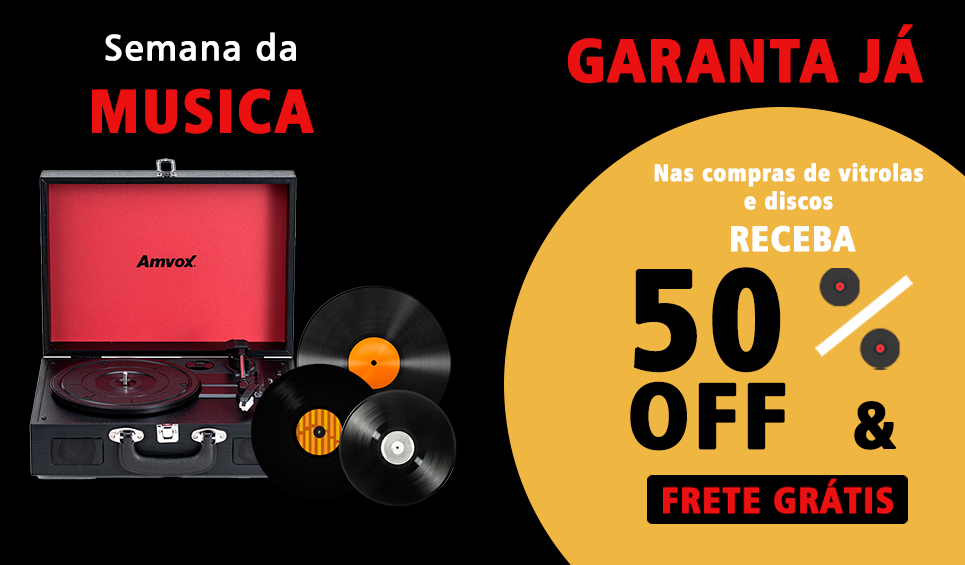 Semana da
MUSICA
Amvox
GARANTA JÁ
Nas compras de vitrolas
e discos
RECEBA
50%
OFF &
FRETE GRÁTIS